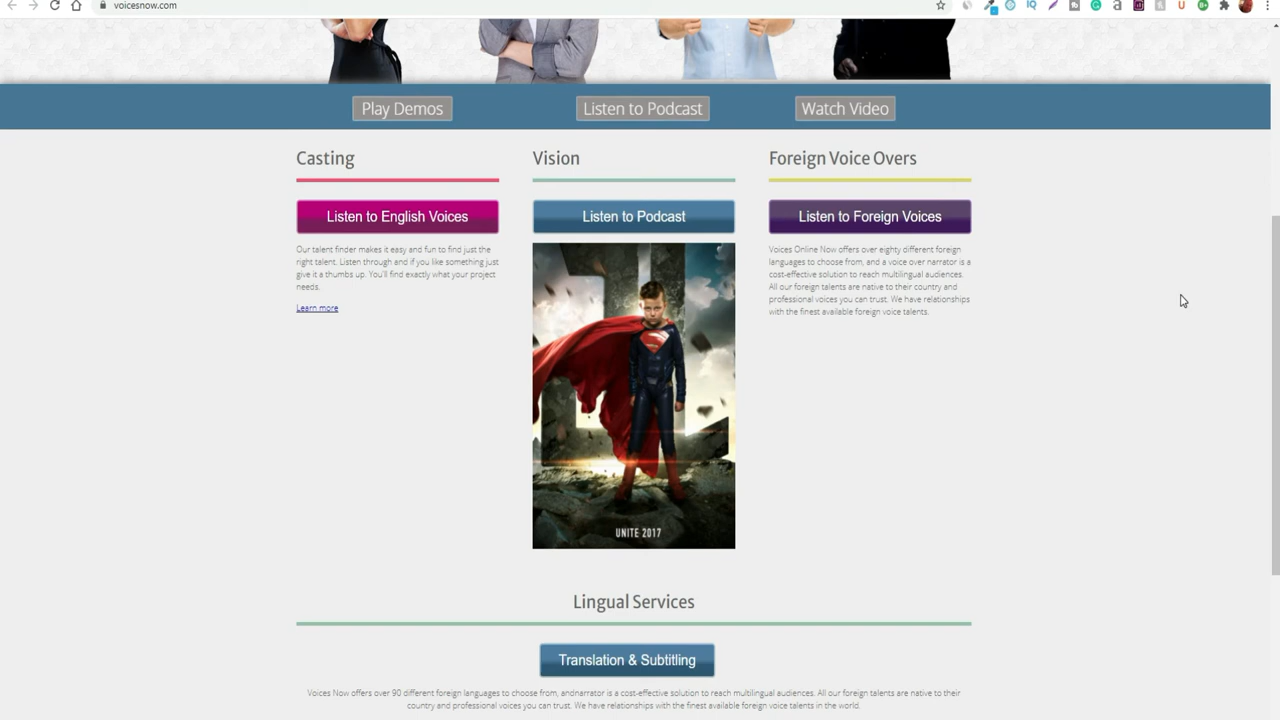 voicesnow.com
Play Demos
Listen to Podcast
Watch Video
Casting
Listen to English Voices
Our talent finder makes it easy and fun to find just the
right talent. Listen through and if you like something just
give it a thumbs up. You'll find exactly what your project
needs.
Learn more
Vision
Listen to Podcast
UNITE 2017
Foreign Voice Overs
Listen to Foreign Voices
Voices Online Now offers over eighty different foreign
languages to choose from, and a voice over narrator is a
cost-effective solution to reach multilingual audiences.
All our foreign talents are native to their country and
professional voices you can trust. We have relationships
with the finest available foreign voice talents.
Lingual Services
Translation & Subtitling
Voices Now offers over 90 different foreign languages to choose from, andnarrator is a cost-effective solution to reach multilingual audiences. All our foreign talents are native to their
country and professional voices you can trust. We have relationships with the finest available foreign voice talents in the world.